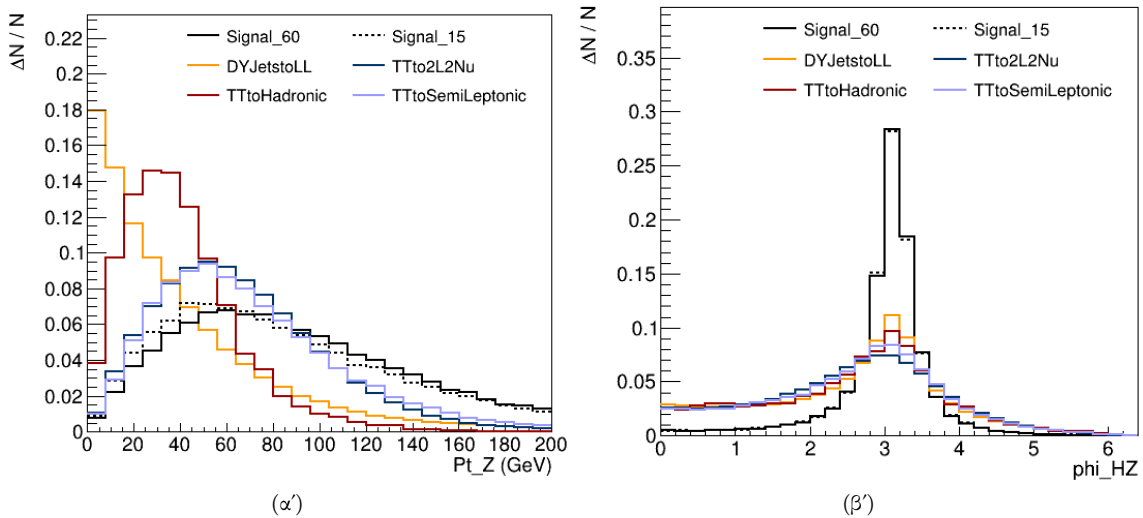 ΔN / N
Signal_60
Signal_15
DYJetstoLL
TTto2L2Nu
TTtoHadronic
TTtoSemiLeptonic
0.22
0.2
0.18
0.16
0.14
0.12
0.1
0.08
0.06
0.04
0.02
0
0 20 40 60 80 100 120 140 160 180 200
Pt_Z (GeV)
(α′)
ΔN / N
Signal_60
Signal_15
DYJetstoLL
TTto2L2Nu
TTtoHadronic
TTtoSemiLeptonic
0.35
0.3
0.25
0.2
0.15
0.1
0.05
0
0 1 2 3 4 5 6
phi_HZ
(β′)